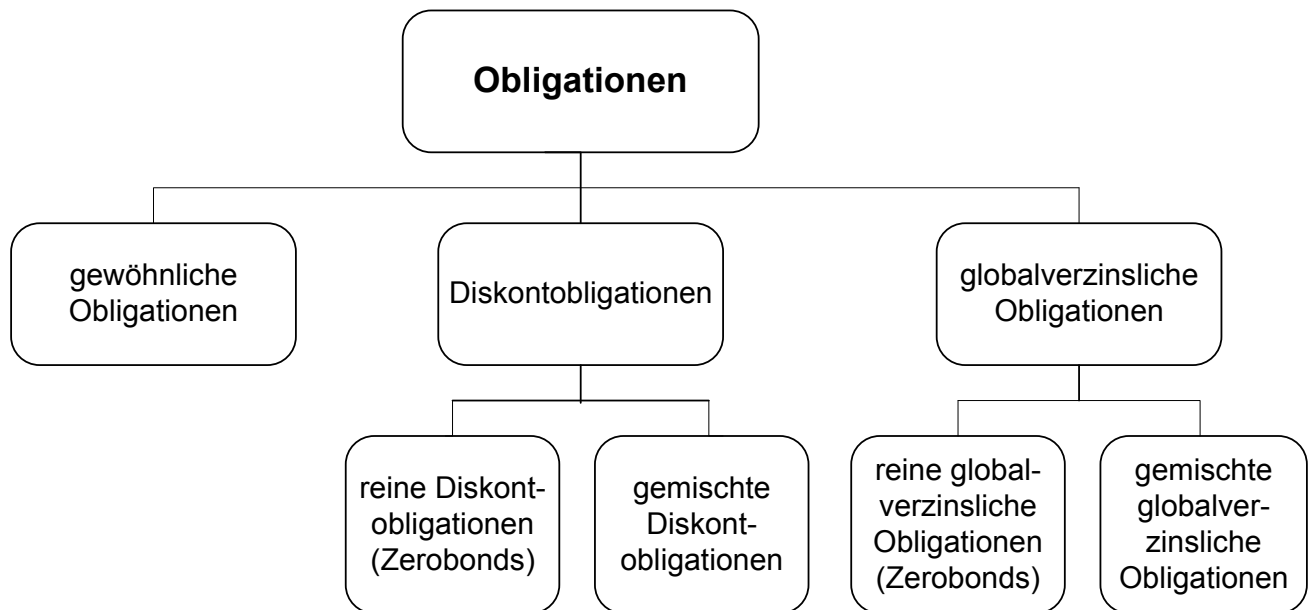 Obligationen
gewöhnliche
Obligationen
Diskontobligationen
globalverzinsliche
Obligationen
reine Diskont-
obligationen
(Zerobonds)
gemischte
Diskont-
obligationen
reine global-
verzinsliche
Obligationen
(Zerobonds)
gemischte
globalver-
zinsliche
Obligationen